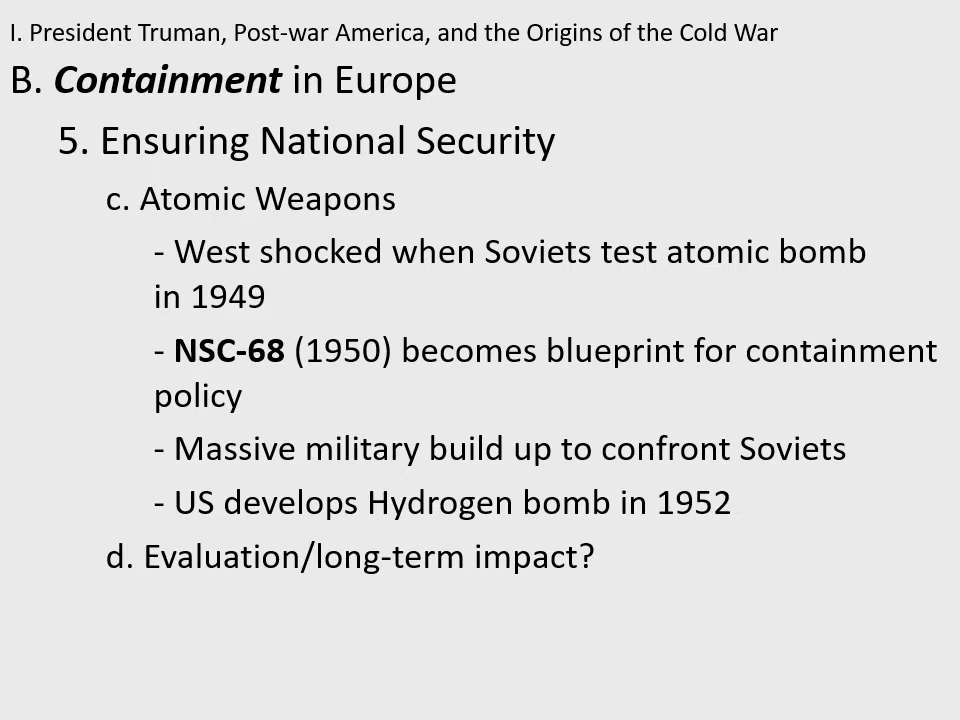 I. President Truman, Post-war America, and the Origins of the Cold War
B. Containment in Europe
5. Ensuring National Security
c. Atomic Weapons
- West shocked when Soviets test atomic bomb
in 1949
- NSC-68 (1950) becomes blueprint for containment
policy
- Massive military build up to confront Soviets
- US develops Hydrogen bomb in 1952
d. Evaluation/long-term impact?